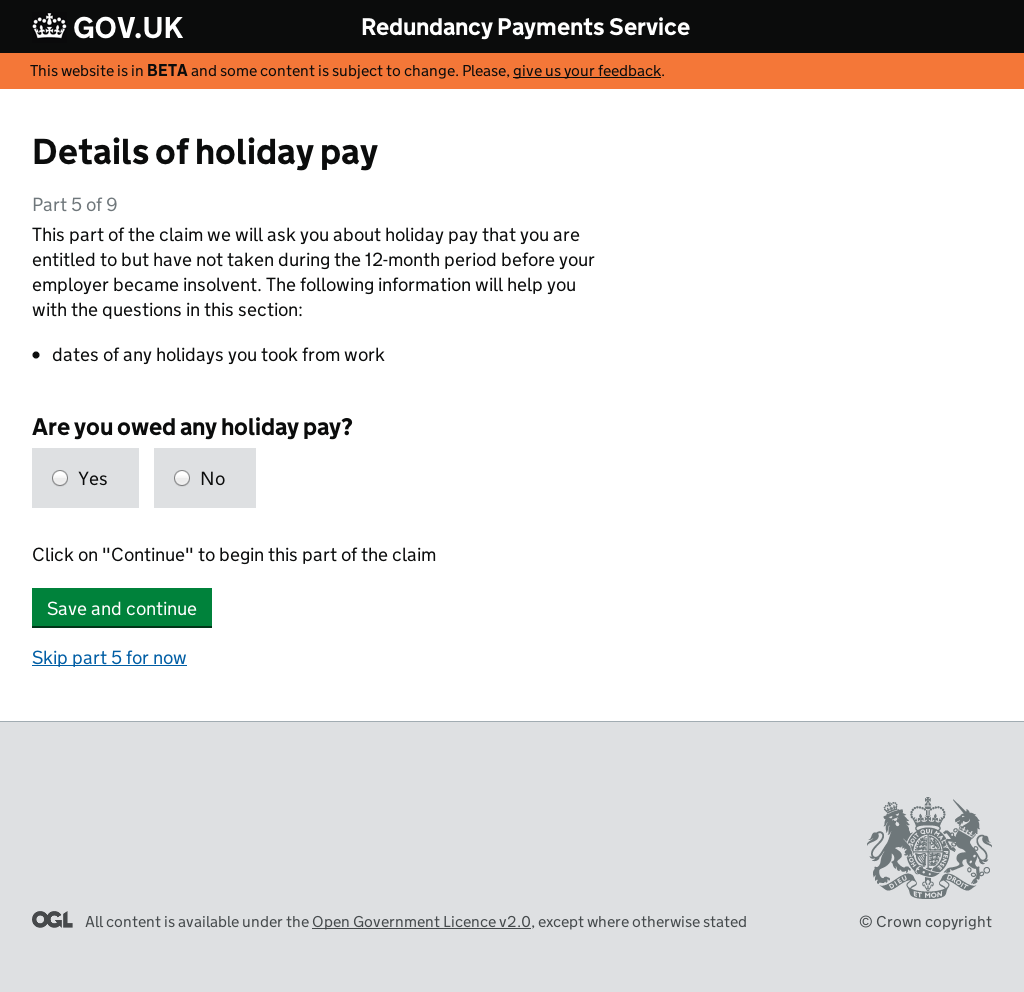 GOV.UK
Redundancy Payments Service
This website is in BETA and some content is subject to change. Please, give us your feedback.
Details of holiday pay
Part 5 of 9
This part of the claim we will ask you about holiday pay that you are
entitled to but have not taken during the 12-month period before your
employer became insolvent. The following information will help you
with the questions in this section:
• dates of any holidays you took from work
Are you owed any holiday pay?
Yes
No
Click on "Continue" to begin this part of the claim
Save and continue
Skip part 5 for now
OGL All content is available under the Open Government Licence v2.0, except where otherwise stated
© Crown copyright